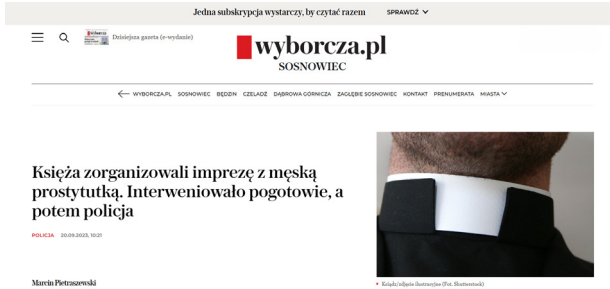 Jedna subskrypcja wystarczy, by czytać razem SPRAWDŹ
Dzisiejsza gazeta (e-wydanie)
wyborcza.pl
SOSNOWIEC
WYBORCZA.PL SOSNOWIEC BĘDZIN CZELADŹ DĄBROWA GÓRNICZA ZAGŁĘBIE SOSNOWIEC KONTAKT PRENUMERATA MIASTA
Księża zorganizowali imprezę z męską
prostytutką. Interweniowało pogotowie, a
potem policja
POLICJA 20.09.2023, 10:21
Marcin Pietraszewski
Ksiądz/zdjęcie ilustracyjne (Fot. Shutterstock)